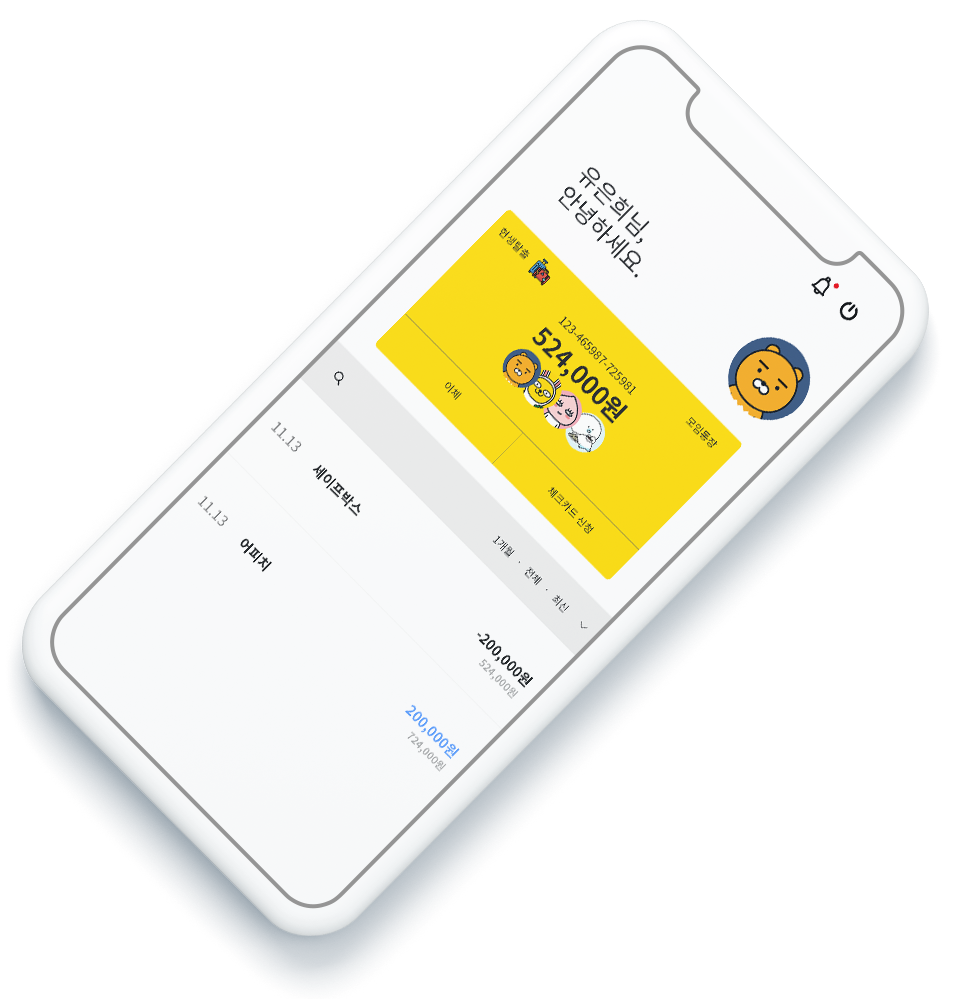 유은희님,
안녕하세요.
현생탈출
모임통장
123-465987-725981
524,000원
이체
체크카드 신청
1개월 · 전체 · 최신
11.13
세이프박스
-200,000원
524,000원
11.13
어피치
200,000원
724,000원